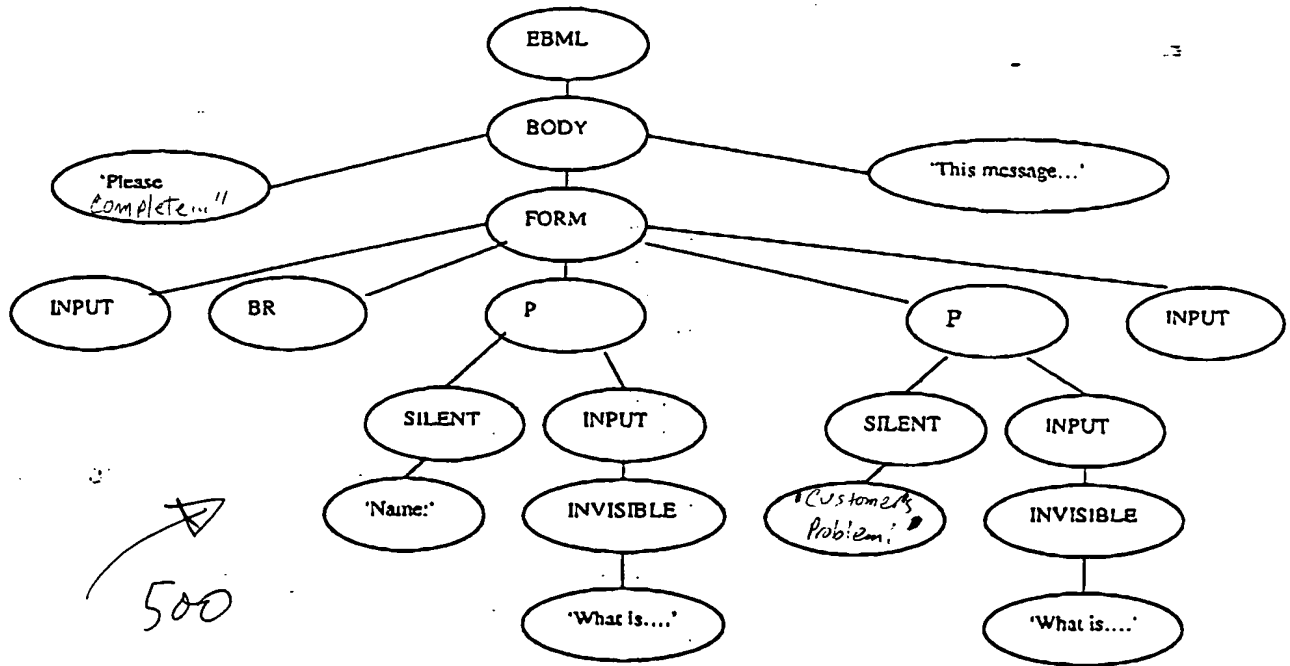 EBML
BODY
'Please
complete..."
'This message...'
FORM
INPUT
BR
P
P
INPUT
SILENT
INPUT
SILENT
INPUT
'Name:'
INVISIBLE
'Customer's
Problem:'
INVISIBLE
500
'What is....'
'What is....'